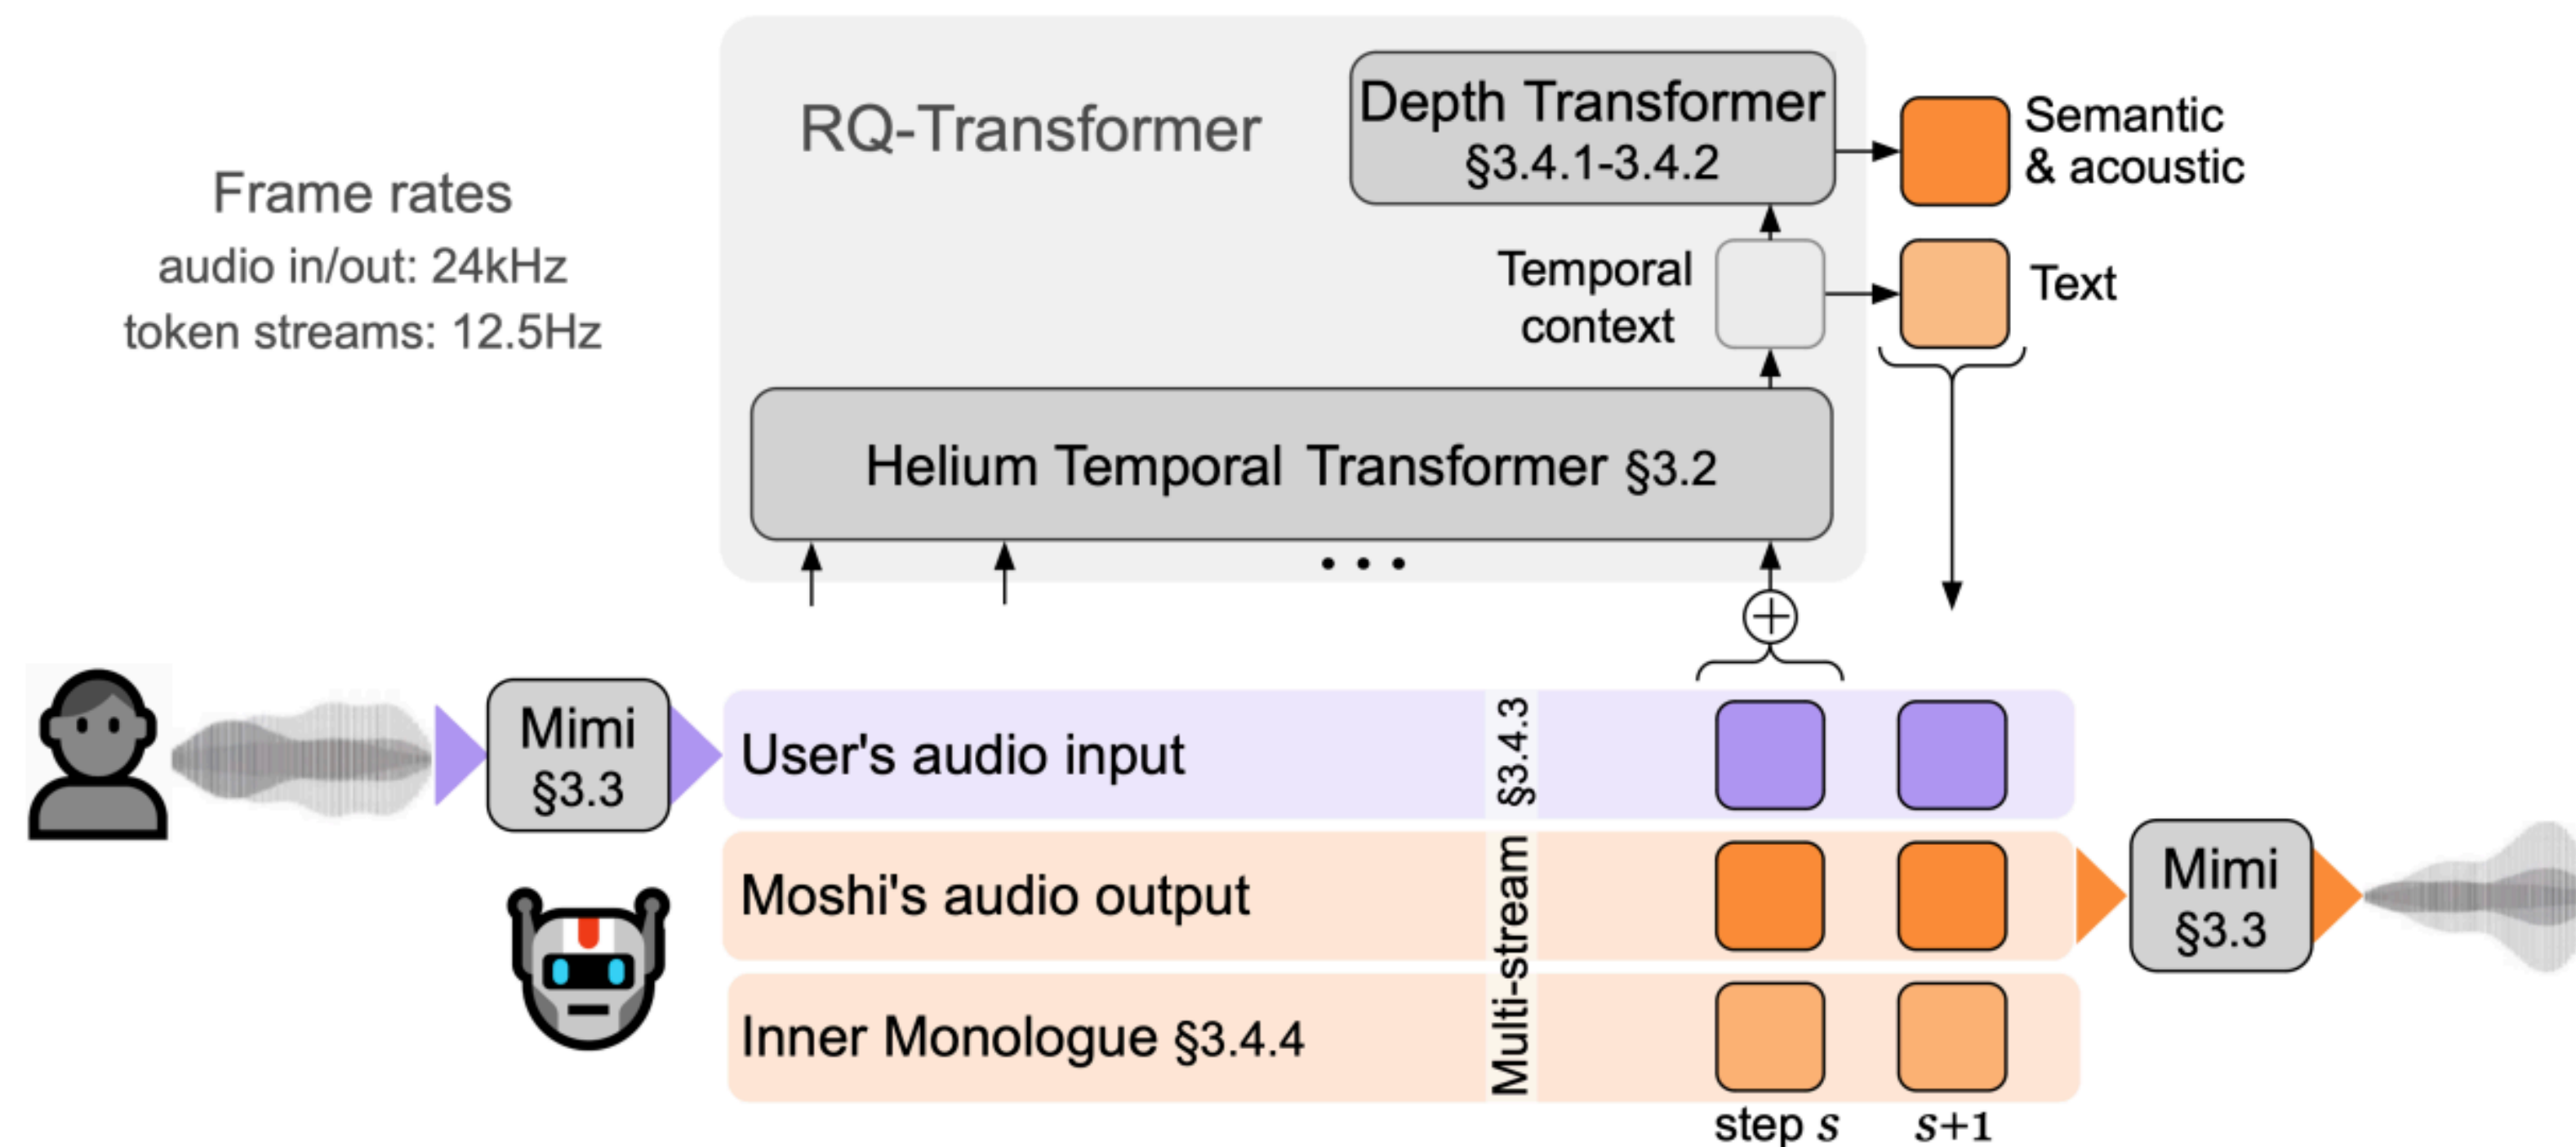 RQ-Transformer
Depth Transformer
§3.4.1-3.4.2
Semantic
& acoustic
Frame rates
audio in/out: 24kHz
token streams: 12.5Hz
Temporal
context
Text
Helium Temporal Transformer §3.2
• • •
Mimi
§3.3
User's audio input
Moshi's audio output
Inner Monologue §3.4.4
Multi-stream §3.4.3
Mimi
§3.3
step s
s+1